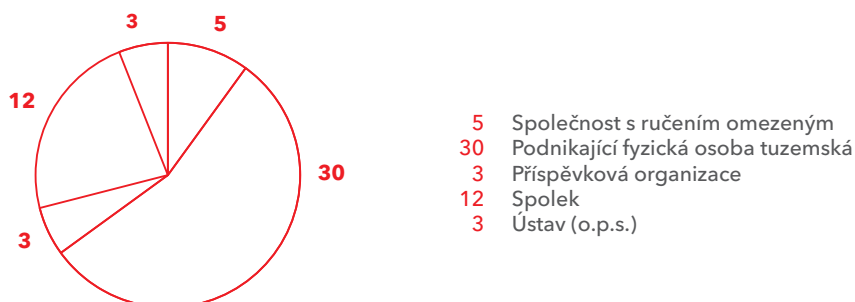 3
5
12
30
3
5 Společnost s ručením omezeným
30 Podnikající fyzická osoba tuzemská
3 Příspěvková organizace
12 Spolek
3 Ústav (o.p.s.)